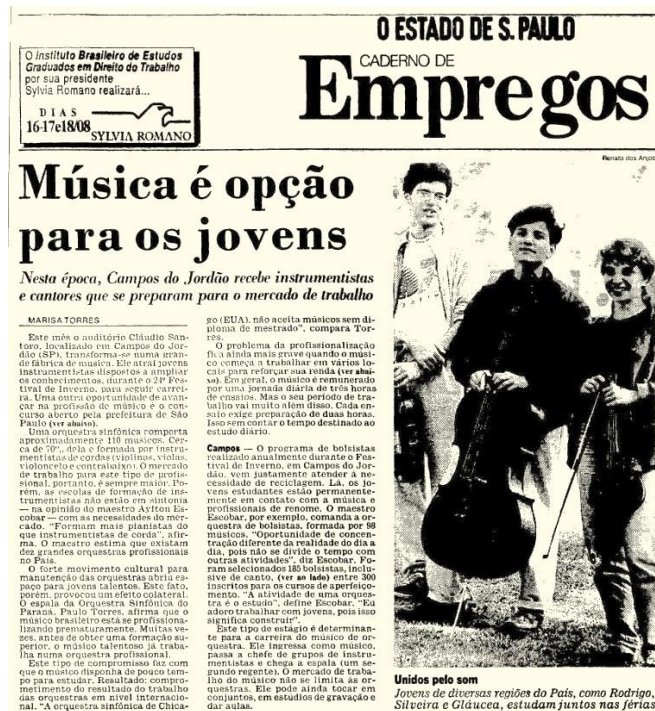 O ESTADO DE S. PAULO
CADERNO DE
Empregos
O Instituto Brasileiro de Estudos
Graduados em Direito do Trabalho
por sua presidente
Sylvia Romano realizará...
DIAS
16-17e18/08
SYLVIA ROMANO
Renato dos Anjos
Música é opção
para os jovens
Nesta época, Campos do Jordão recebe instrumentistas
e cantores que se preparam para o mercado de trabalho
MARISA TORRES
Este mês o auditório Cláudio San-
toro, localizado em Campos do Jor-
dão (SP), transforma-se numa gran-
de fábrica de musica. Ele atrai jovens
instrumentistas dispostos a ampliar
os conhecimentos, durante o 24º Fes-
tival de Inverno, para seguir carrei-
ra. Uma outra oportunidade de avan-
çar na profissão de músico é o con-
curso aberto pela prefeitura de São
Paulo (ver abaixo).
Uma orquestra sinfônica comporta
aproximadamente 110 musicos. Cer-
ca de 70% dela é formada por instru-
mentistas de cordas (violinos, violas,
violoncelo e contrabaixo). O mercado
de trabalho para este tipo de profis-
sional, portanto, é sempre maior. Po-
rém, as escolas de formação de ins-
trumentistas não estão em sintonia
— na opinião do maestro Aylton Es-
cobar — com as necessidades do mer-
cado. "Formam mais pianistas do
que instrumentistas de corda", afir-
ma. O maestro estima que existam
dez grandes orquestras profissionais
no País.
O forte movimento cultural para
manutenção das orquestras abriu es-
paço para jovens talentos. Este fato,
porém, provocou um efeito colateral.
O espala da Orquestra Sinfônica do
Paraná, Paulo Torres, afirma que o
músico brasileiro está se profissiona-
lizando prematuramente. Muitas ve-
zes, antes de obter uma formação su-
perior, o músico talentoso já traba-
lha numa orquestra profissional.
Este tipo de compromisso faz com
que o músico disponha de pouco tem-
po para estudar. Resultado: compro-
metimento do resultado do trabalho
das orquestras em nível internacio-
nal. "A orquestra sinfônica de Chica-
go (EUA), não aceita músicos sem di-
ploma de mestrado", compara Tor-
res.
O problema da profissionalização
fica ainda mais grave quando o músi-
co começa a trabalhar em vários lo-
cais para reforçar sua renda (ver abai-
xo). Em geral, o músico é remunerado
por uma jornada diária de três horas
de ensaios. Mas o seu período de tra-
balho vai muito além disso. Cada en-
saio exige preparação de duas horas.
Isso sem contar o tempo destinado ao
estudo diário.
Campos — O programa de bolsistas
realizado anualmente durante o Fes-
tival de Inverno, em Campos do Jor-
dão, vem justamente atender à ne-
cessidade de reciclagem. Lá, os jo-
vens estudantes estão permanente-
mente em contato com a música e
profissionais de renome. O maestro
Escobar, por exemplo, comanda a or-
questra de bolsistas, formada por 98
músicos. "Oportunidade de concen-
tração diferente da realidade do dia a
dia, pois não se divide o tempo com
outras atividades", diz Escobar. Fo-
ram selecionados 185 bolsistas, inclu-
sive de canto, (ver ao lado) entre 300
inscritos para os cursos de aperfeiço-
mento. "A atividade de uma orques-
tra é o estudo", define Escobar. "Eu
adoro trabalhar com jovens, pois isso
significa construir".
Este tipo de estágio é determinan-
te para a carreira do músico de or-
questra. Ele ingressa como músico,
passa a chefe de grupos de instru-
mentistas e chega a espala (um se-
gundo regente). O mercado de traba-
lho do músico não se limita às or-
questras. Ele pode ainda tocar em
conjuntos, em estúdios de gravação e
dar aulas.
Unidos pelo som
Jovens de diversas regiões do País, como Rodrigo,
Silveira e Gláucea, estudam juntos nas férias